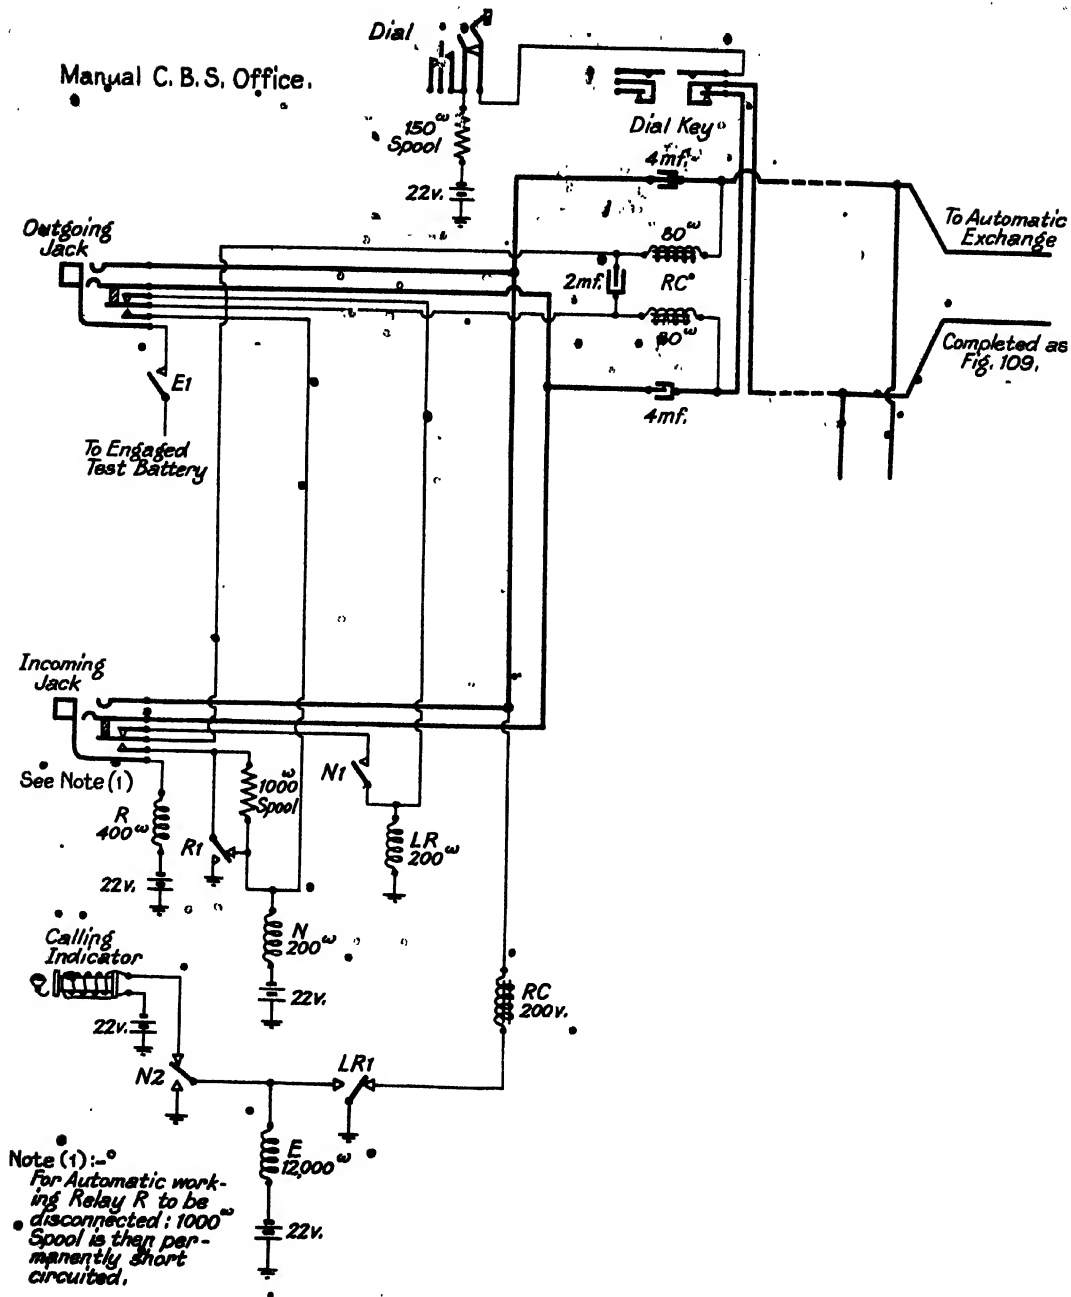 Manual C. B. S. Office.
Dial
150ω
Spool
22v.
Dial Key
4mf.
To Automatic
Exchange
80ω
2mf.
RC
80ω
Completed as
Fig. 109.
4mf.
Outgoing
Jack
E1
To Engaged
Test Battery
Incoming
Jack
See Note (1)
R
400ω
22v.
R1
1000ω
Spool
N1
LR
200ω
N
200ω
22v.
Calling
Indicator
22v.
N2
LR1
RC
200v.
E
12,000ω
22v.
Note (1):-
For Automatic work-
ing Relay R to be
disconnected: 1000ω
Spool is then per-
manently short
circuited.